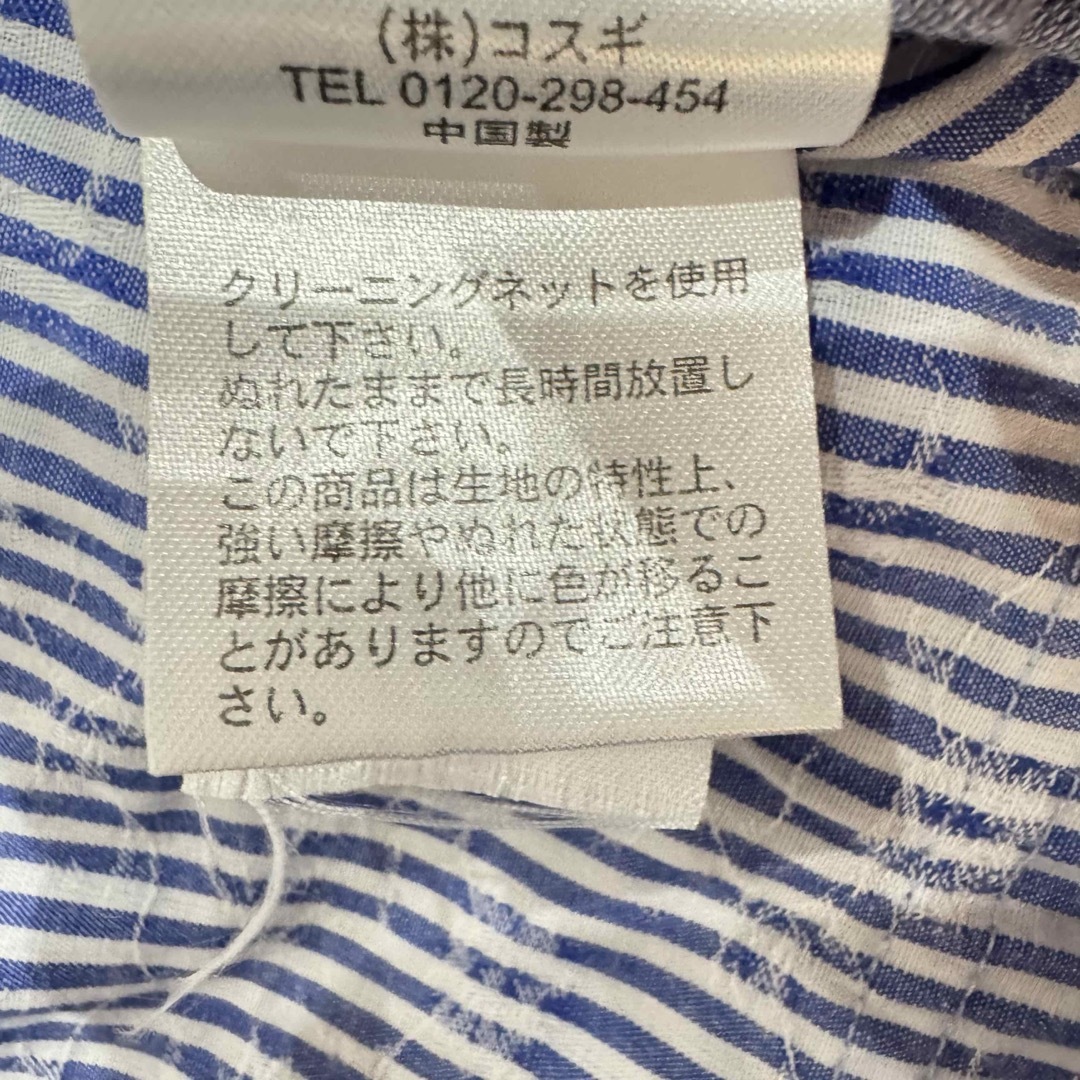 (株)コスギ
TEL 0120-298-454
中国製
クリーニングネットを使用
して下さい。
ぬれたままで長時間放置し
ないで下さい。
この商品は生地の特性上、
強い摩擦やぬれた状態での
摩擦により他に色が移るこ
とがありますのでご注意下
さい。